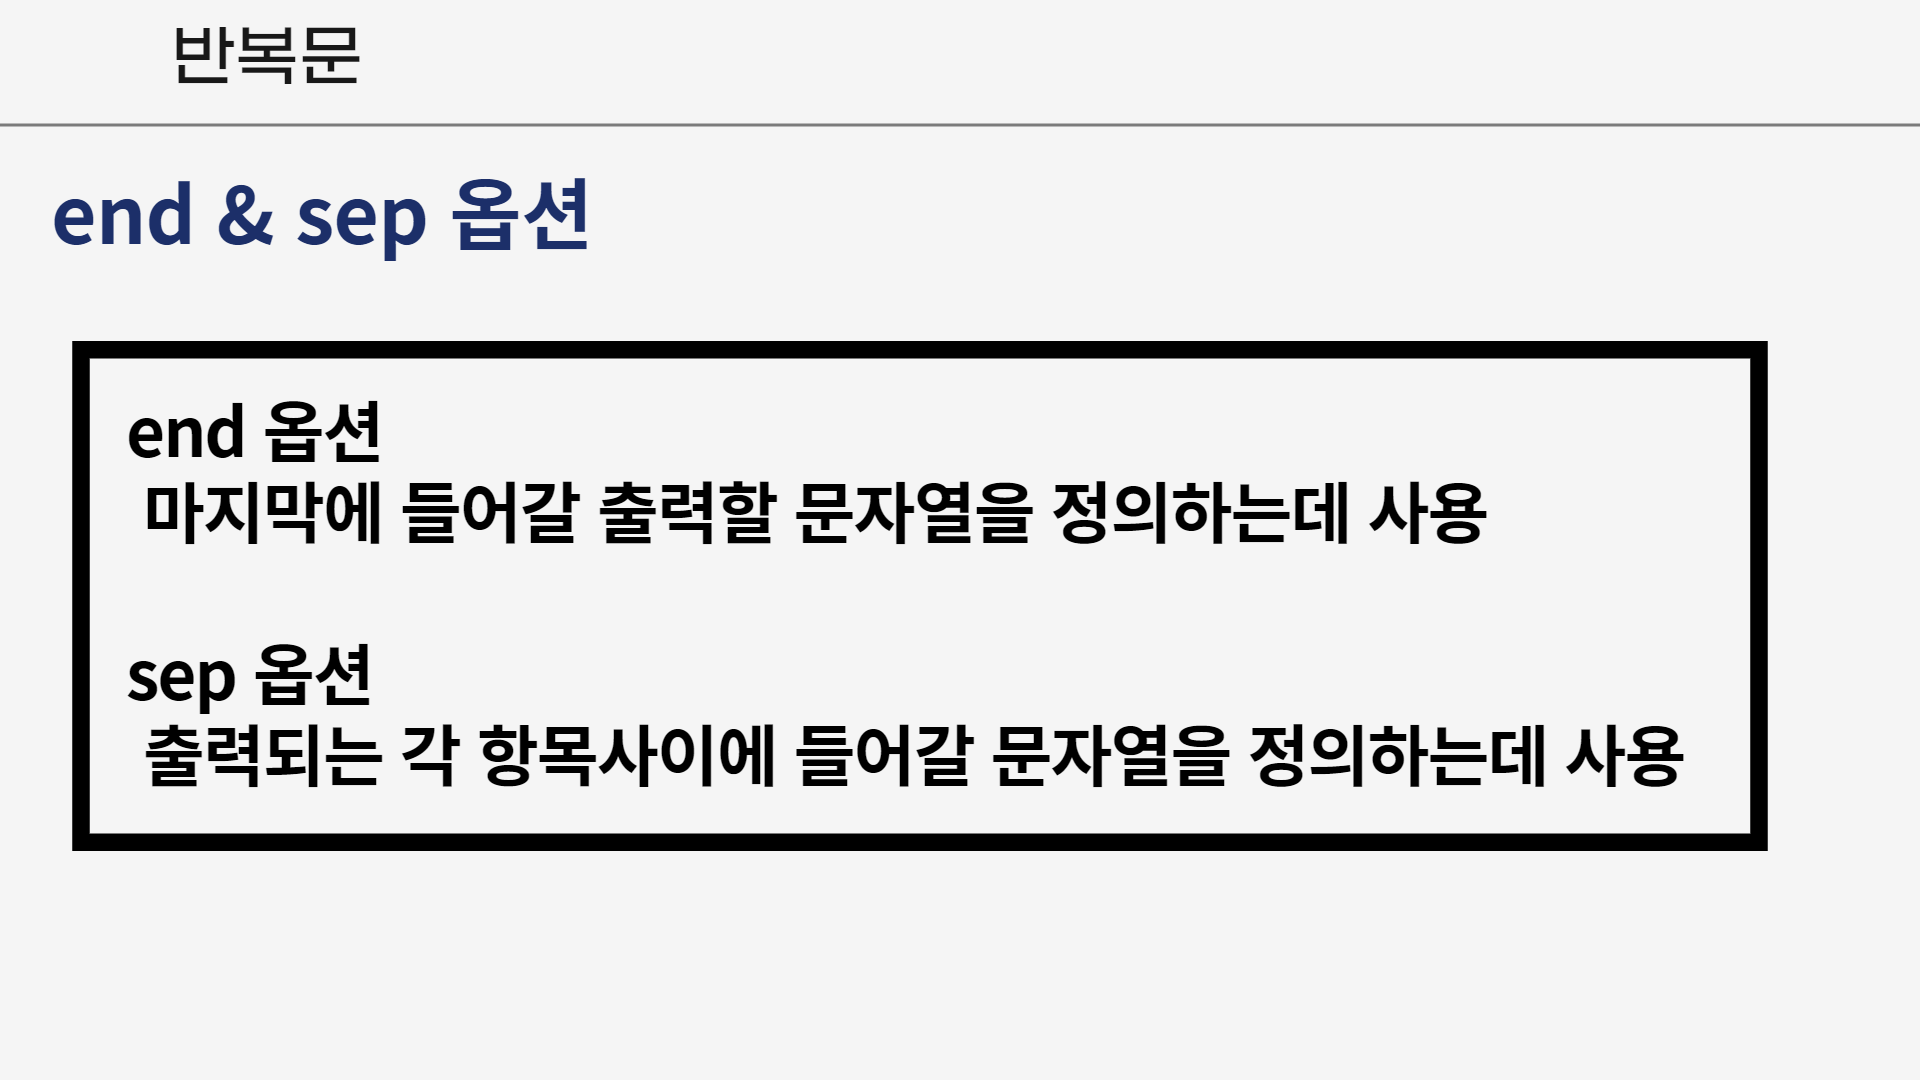 반복문
end & sep 옵션
end 옵션
마지막에 들어갈 출력할 문자열을 정의하는데 사용
sep 옵션
출력되는 각 항목사이에 들어갈 문자열을 정의하는데 사용